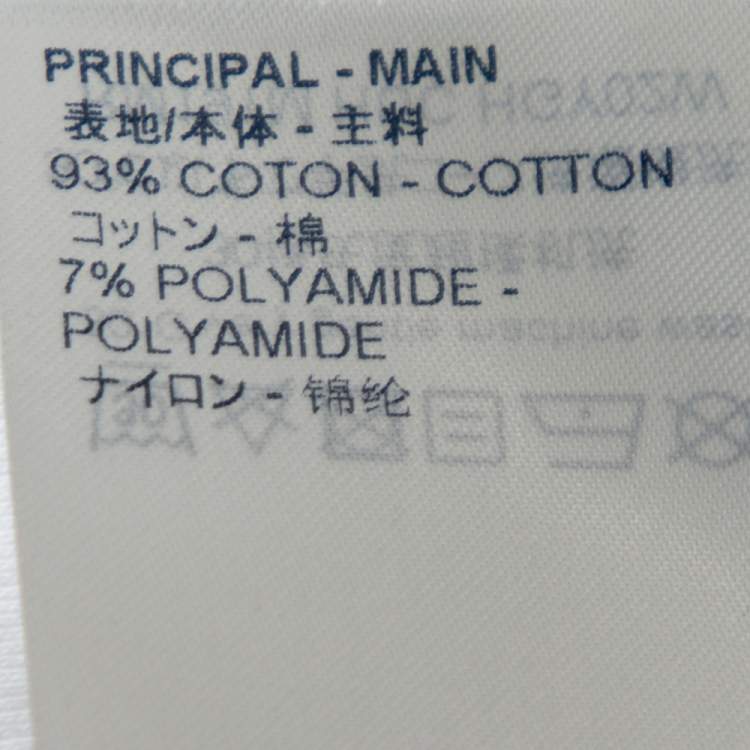 PRINCIPAL - MAIN
表地/本体 - 主料
93% COTON - COTTON
コットン - 棉
7% POLYAMIDE -
POLYAMIDE
ナイロン - 锦纶